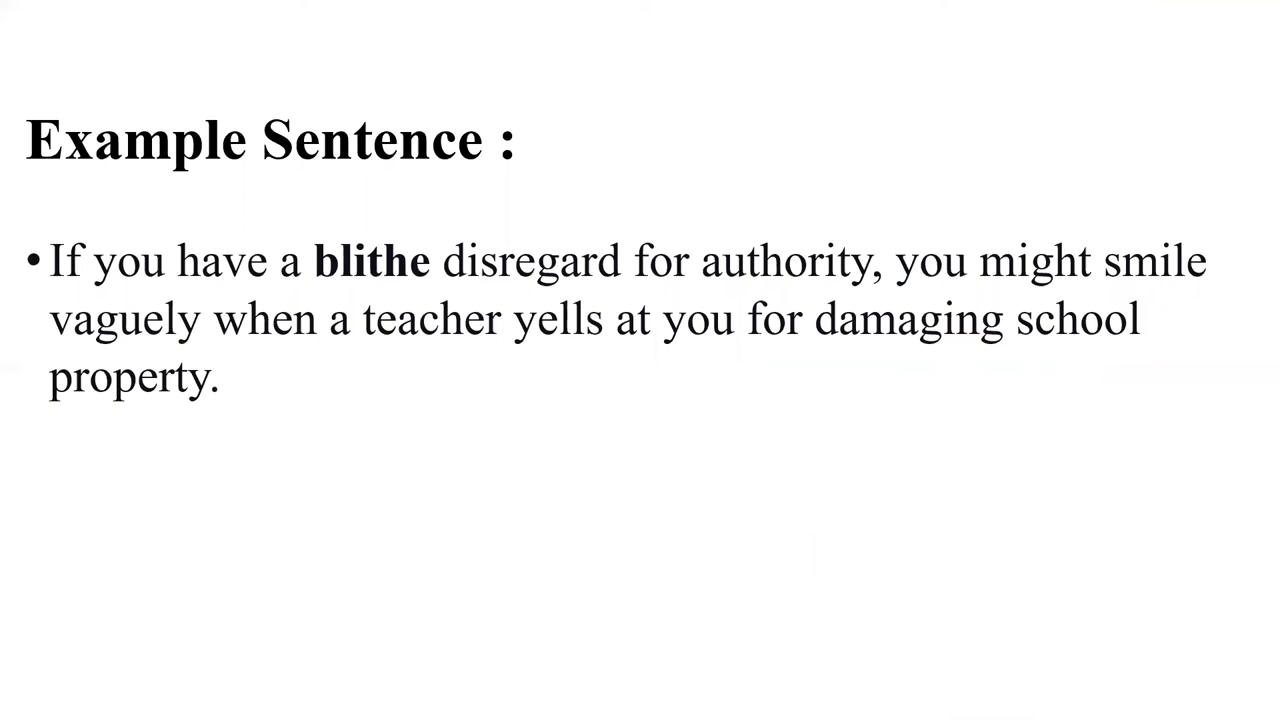 Example Sentence :
• If you have a blithe disregard for authority, you might smile
vaguely when a teacher yells at you for damaging school
property.